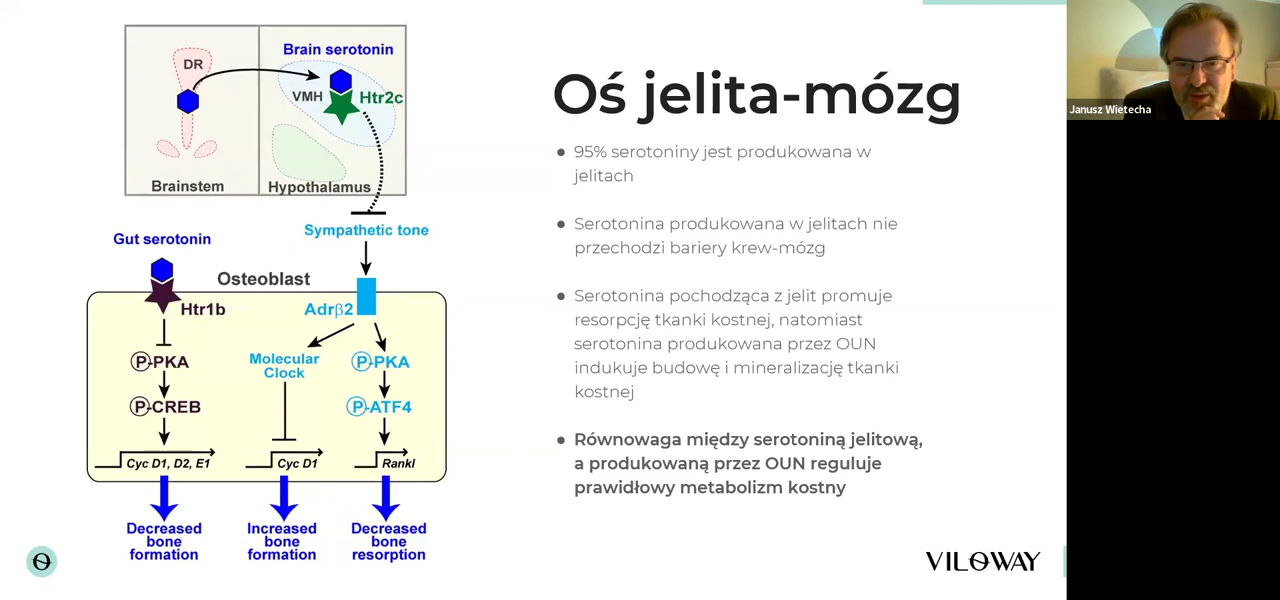 DR
Brain serotonin
VMH
Htr2c
Brainstem
Hypothalamus
Gut serotonin
Sympathetic tone
Osteoblast
Htr1b
Adrβ2
P-PKA
Molecular
Clock
P-PKA
P-CREB
P-ATF4
Cyc D1, D2, E1
Cyc D1
Rankl
Decreased
bone
formation
Increased
bone
formation
Decreased
bone
resorption
Oś jelita-mózg
● 95% serotoniny jest produkowana w
jelitach
● Serotonina produkowana w jelitach nie
przechodzi bariery krew-mózg
● Serotonina pochodząca z jelit promuje
resorpcję tkanki kostnej, natomiast
serotonina produkowana przez OUN
indukuje budowę i mineralizację tkanki
kostnej
● Równowaga między serotoniną jelitową,
a produkowaną przez OUN reguluje
prawidłowy metabolizm kostny
VILOWAY
Janusz Wietecha